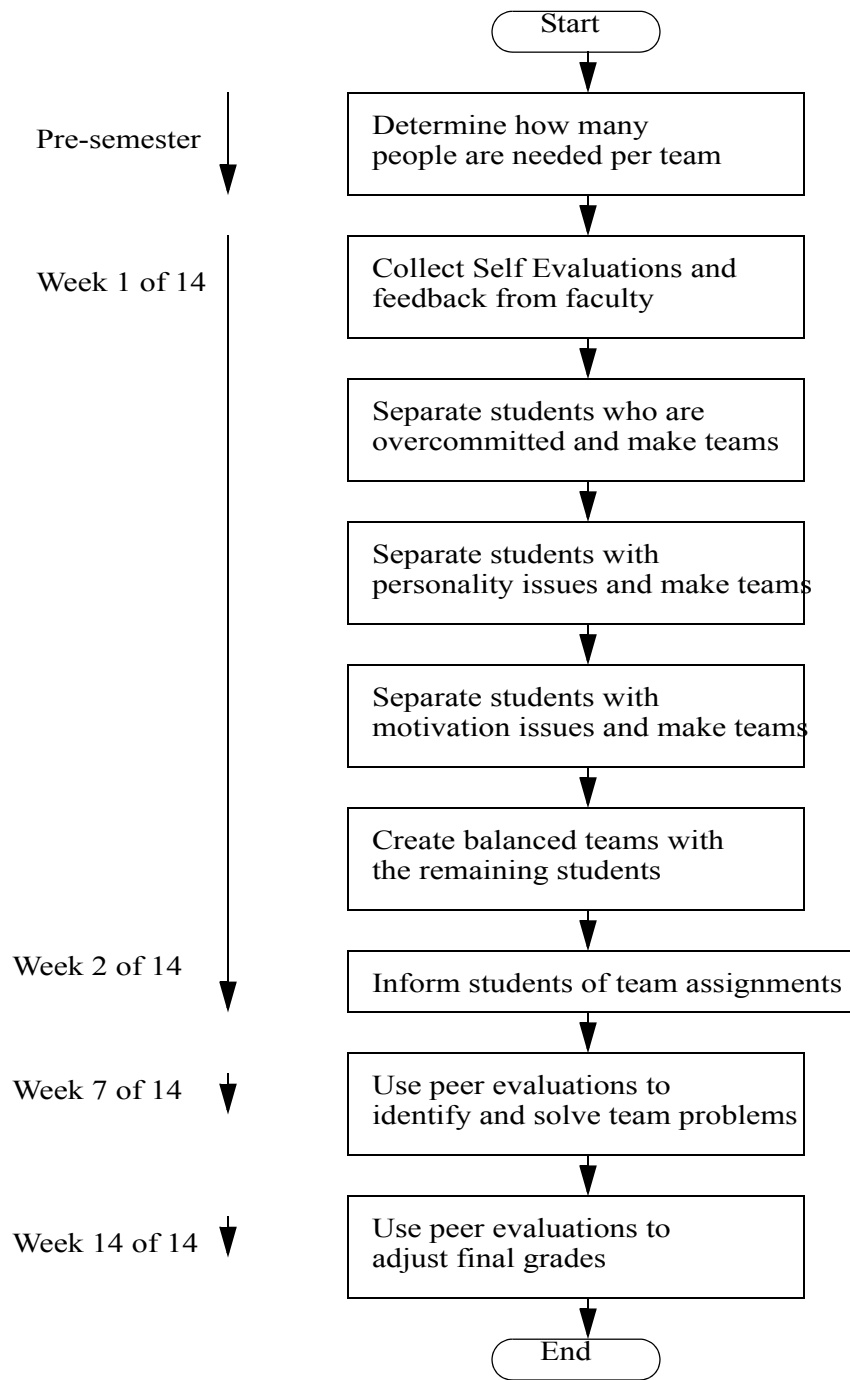 Start
Pre-semester
Determine how many
people are needed per team
Week 1 of 14
Collect Self Evaluations and
feedback from faculty
Separate students who are
overcommitted and make teams
Separate students with
personality issues and make teams
Separate students with
motivation issues and make teams
Create balanced teams with
the remaining students
Week 2 of 14
Inform students of team assignments
Week 7 of 14
Use peer evaluations to
identify and solve team problems
Week 14 of 14
Use peer evaluations to
adjust final grades
End